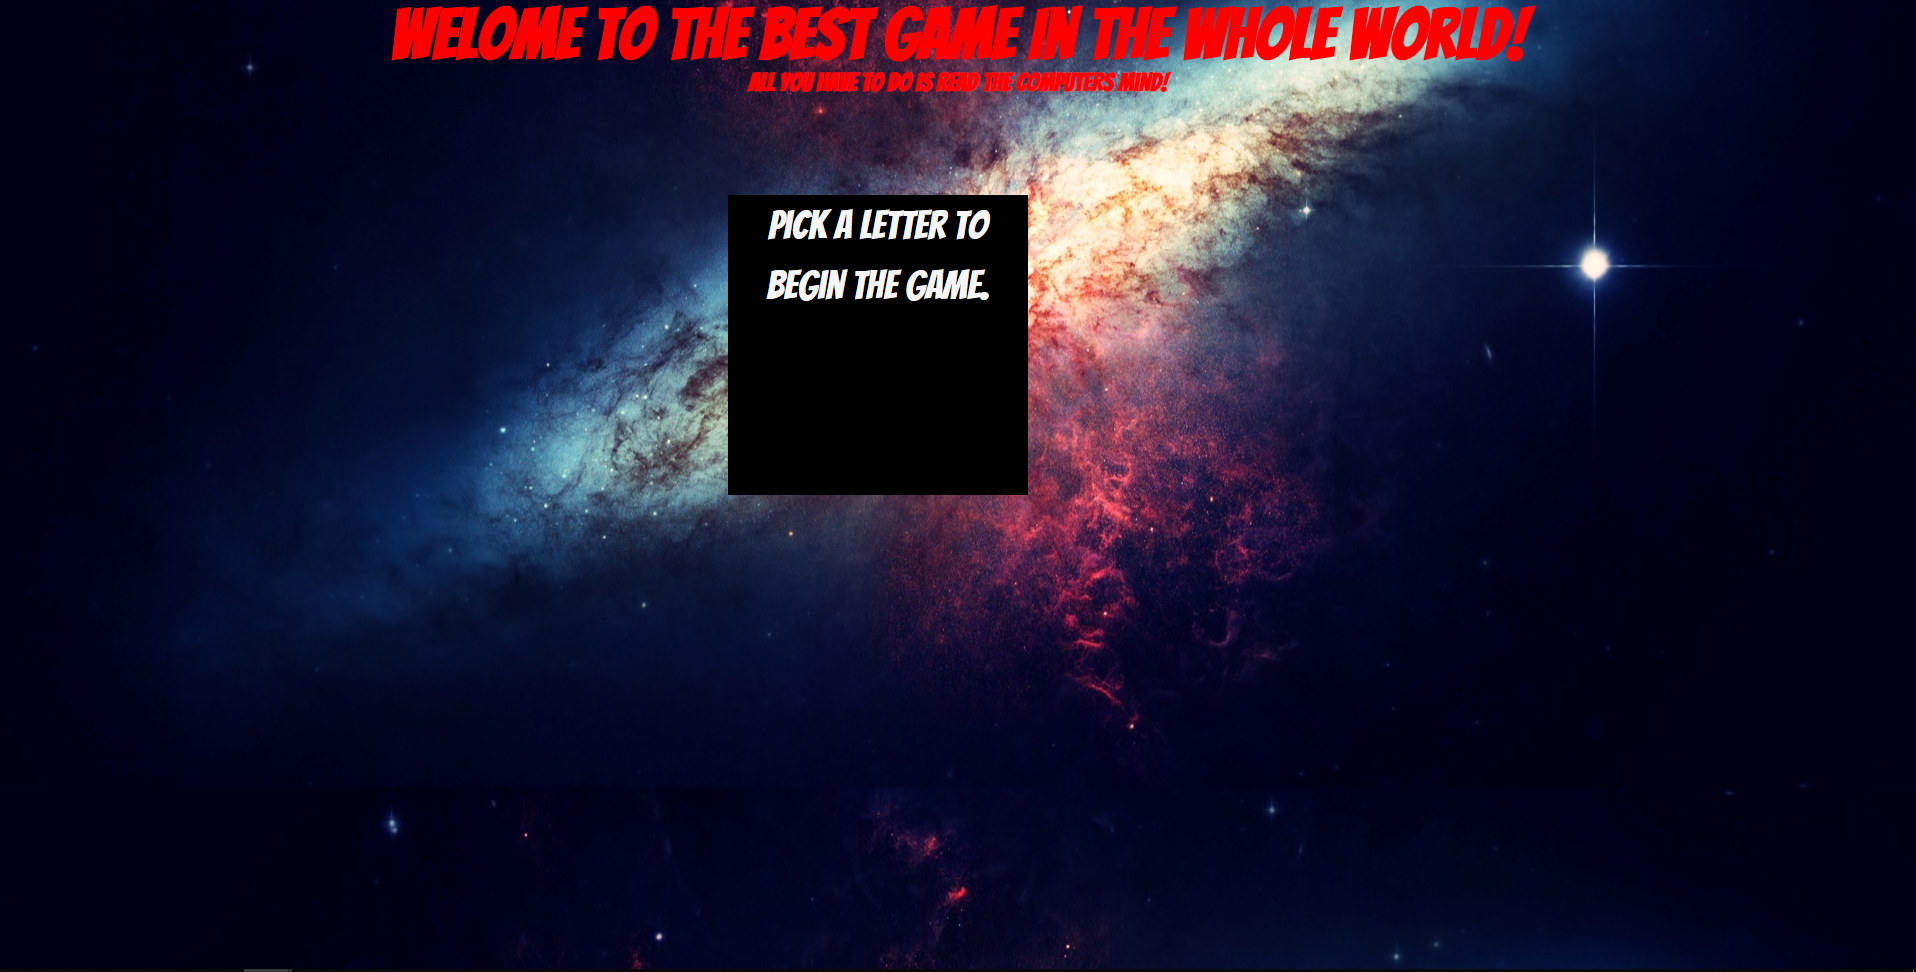 WELOME TO THE BEST GAME IN THE WHOLE WORLD!
ALL YOU HAVE TO DO IS READ THE COMPUTERS MIND!
PICK A LETTER TO
BEGIN THE GAME.